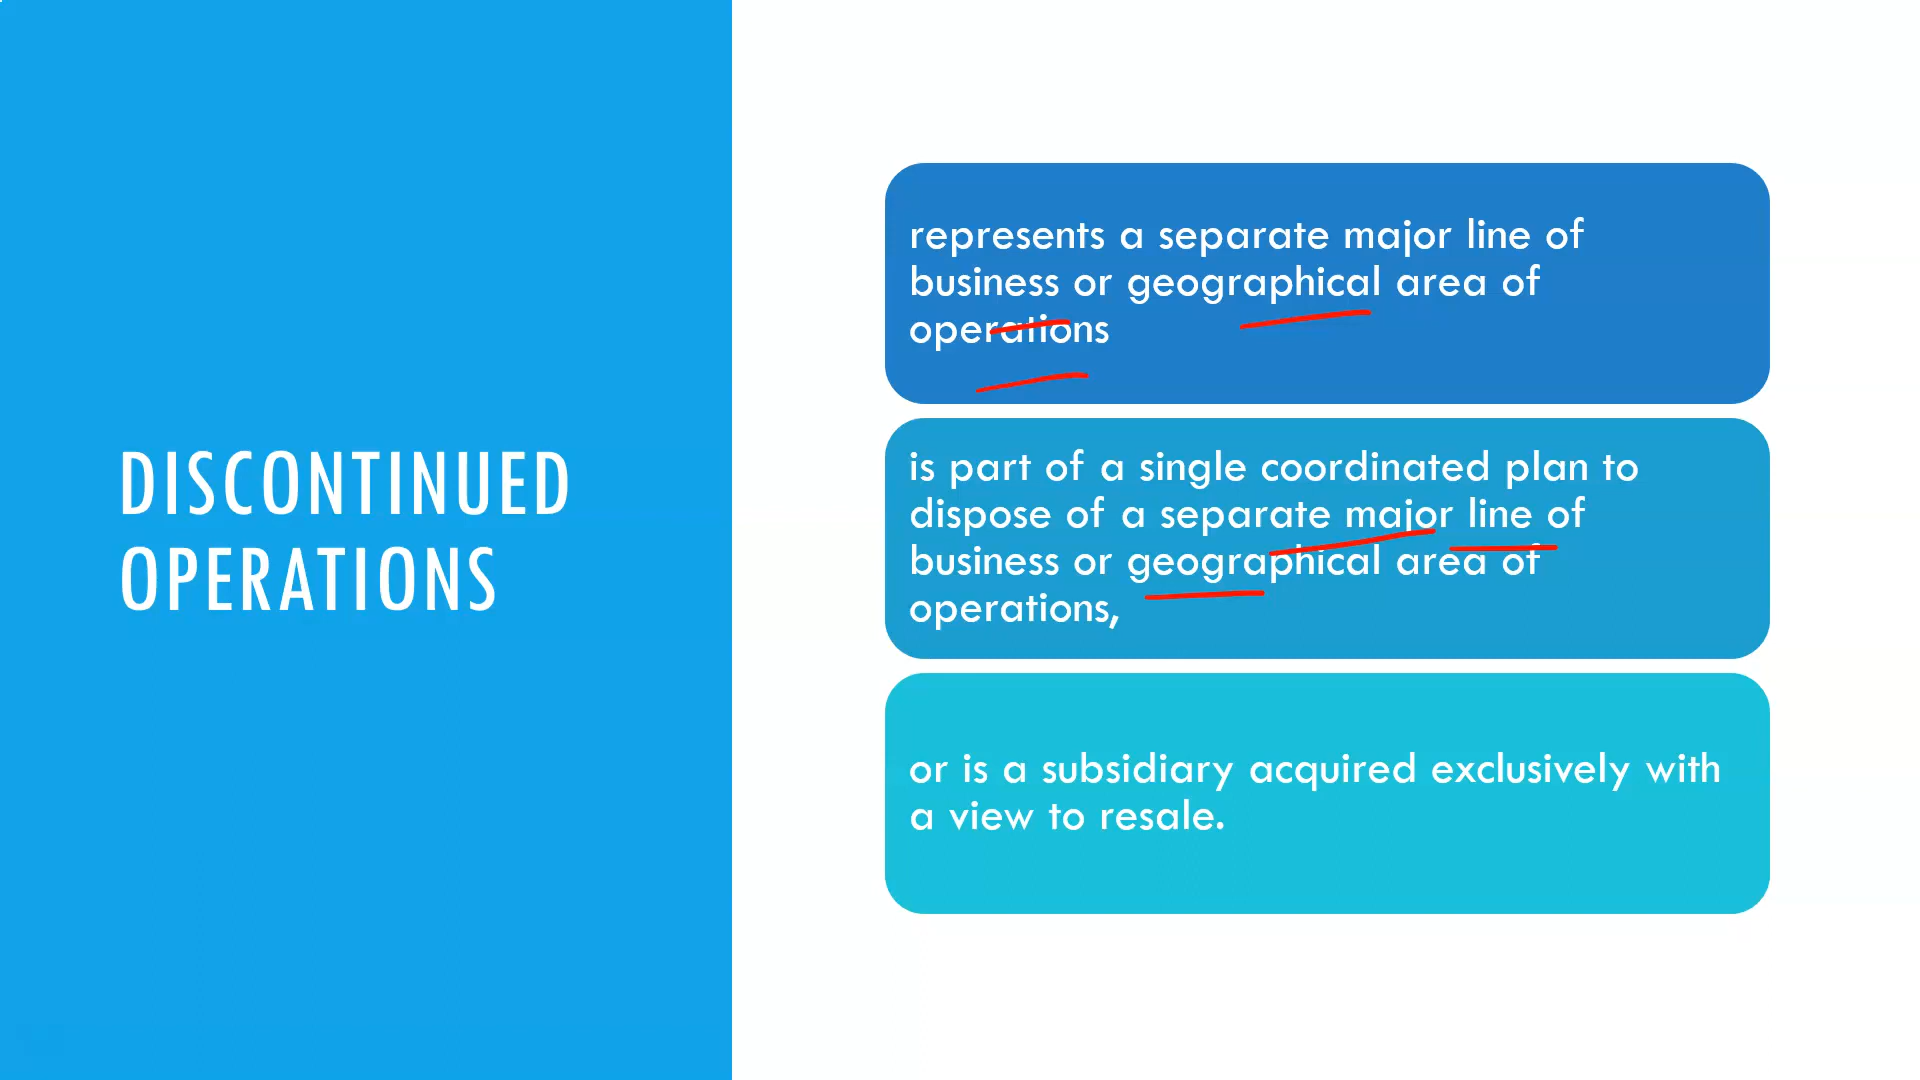 DISCONTINUED
OPERATIONS
represents a separate major line of
business or geographical area of
operations
is part of a single coordinated plan to
dispose of a separate major line of
business or geographical area of
operations,
or is a subsidiary acquired exclusively with
a view to resale.